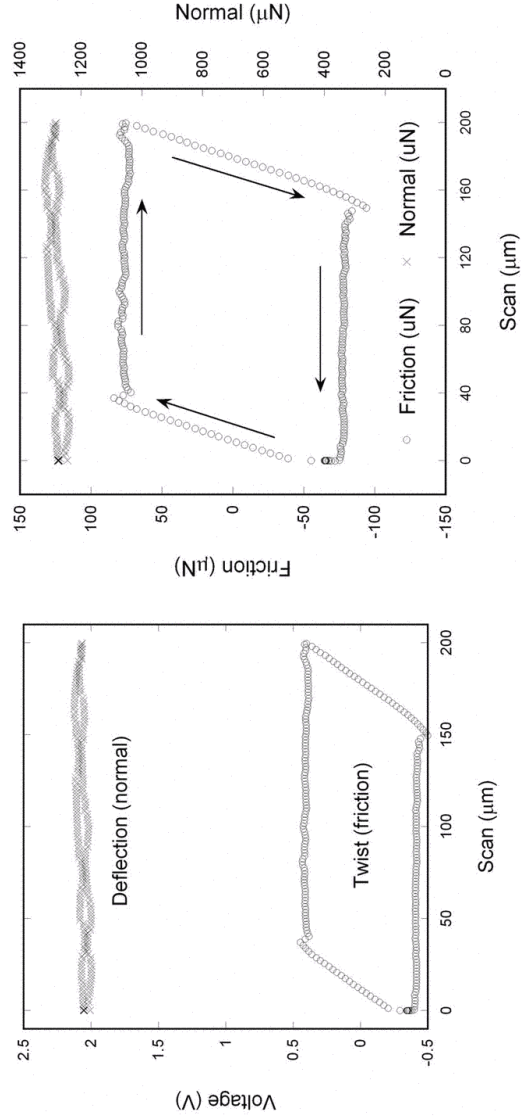 Voltage (V)
2.5
2
1.5
1
0.5
0
-0.5
Deflection (normal)
Twist (friction)
0 50 100 150 200
Scan (μm)
Friction (μN)
150
100
50
0
-50
-100
-150
1400
1200
1000
800
600
400
200
0
Normal (μN)
Friction (uN) Normal (uN)
0 40 80 120 160 200
Scan (μm)